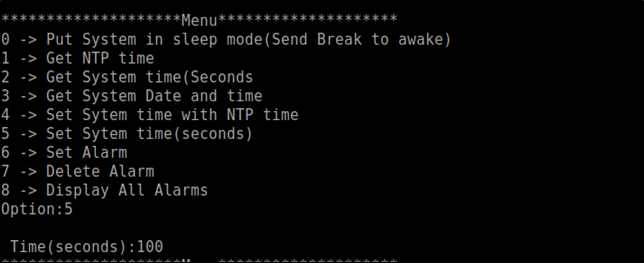 ********************Menu********************
0 -> Put System in sleep mode(Send Break to awake)
1 -> Get NTP time
2 -> Get System time(Seconds
3 -> Get System Date and time
4 -> Set Sytem time with NTP time
5 -> Set Sytem time(seconds)
6 -> Set Alarm
7 -> Delete Alarm
8 -> Display All Alarms
Option:5
Time(seconds):100